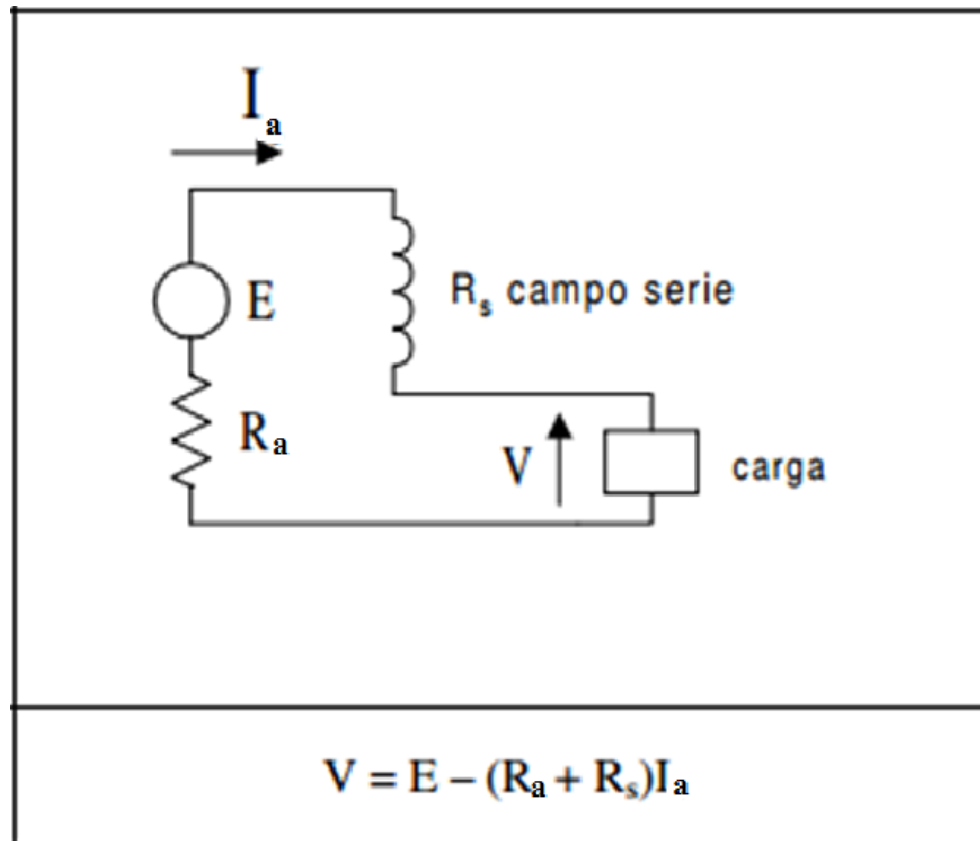 Iₐ
E
Rₛ campo serie
Rₐ
V
carga
V = E – (Rₐ + Rₛ)Iₐ